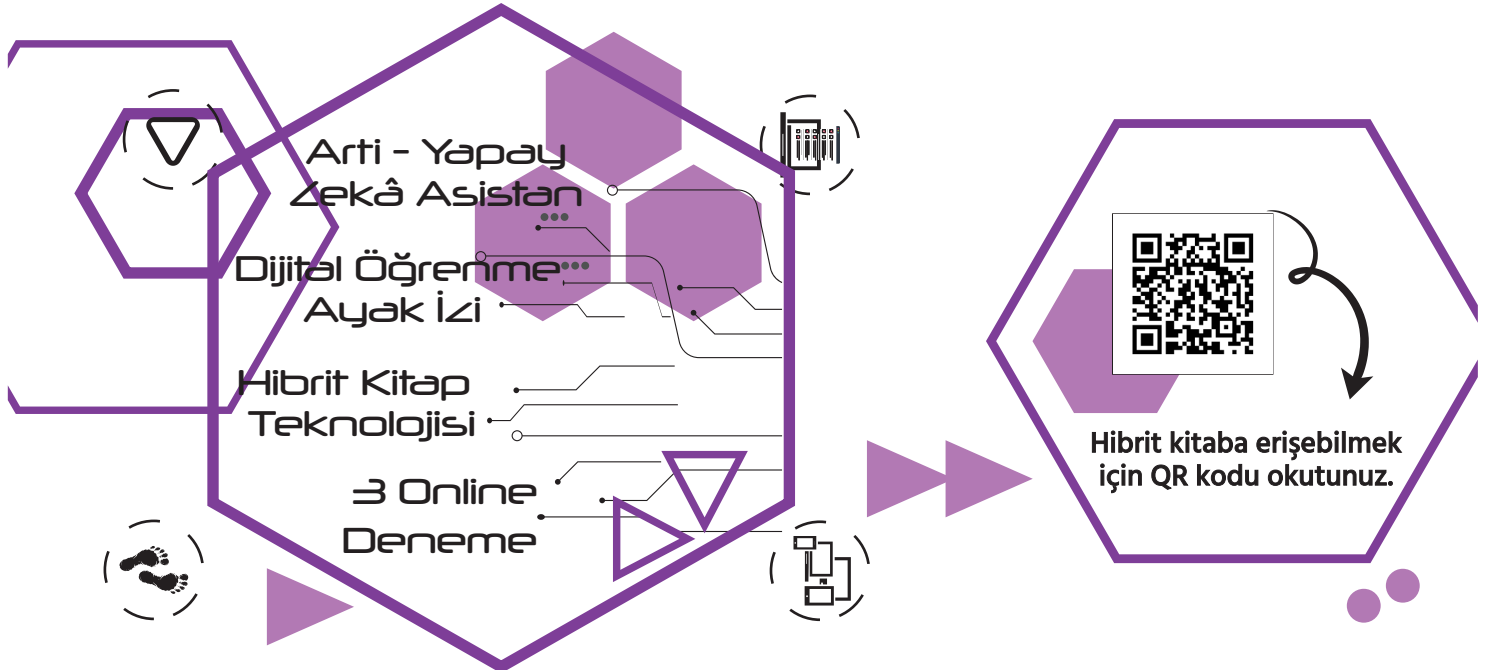 Arti - Yapay
Zekâ Asistan
Dijital Öğrenme
Ayak İzi
Hibrit Kitap
Teknolojisi
3 Online
Deneme
Hibrit kitaba erişebilmek
için QR kodu okutunuz.